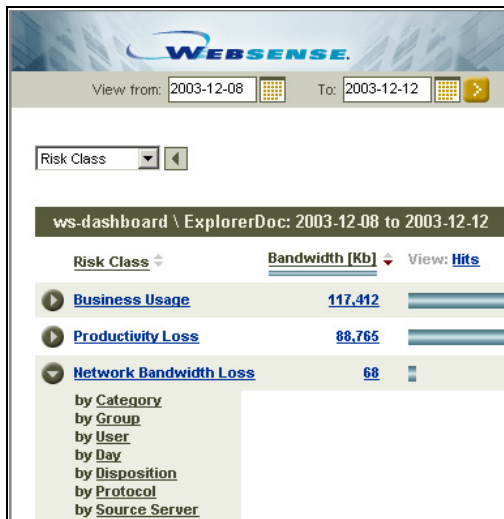 WEBSENSE.
View from: 2003-12-08 To: 2003-12-12
Risk Class
ws-dashboard \ ExplorerDoc: 2003-12-08 to 2003-12-12
Risk Class Bandwidth [Kb] View: Hits
Business Usage 117,412
Productivity Loss 88,765
Network Bandwidth Loss 68
by Category
by Group
by User
by Day
by Disposition
by Protocol
by Source Server